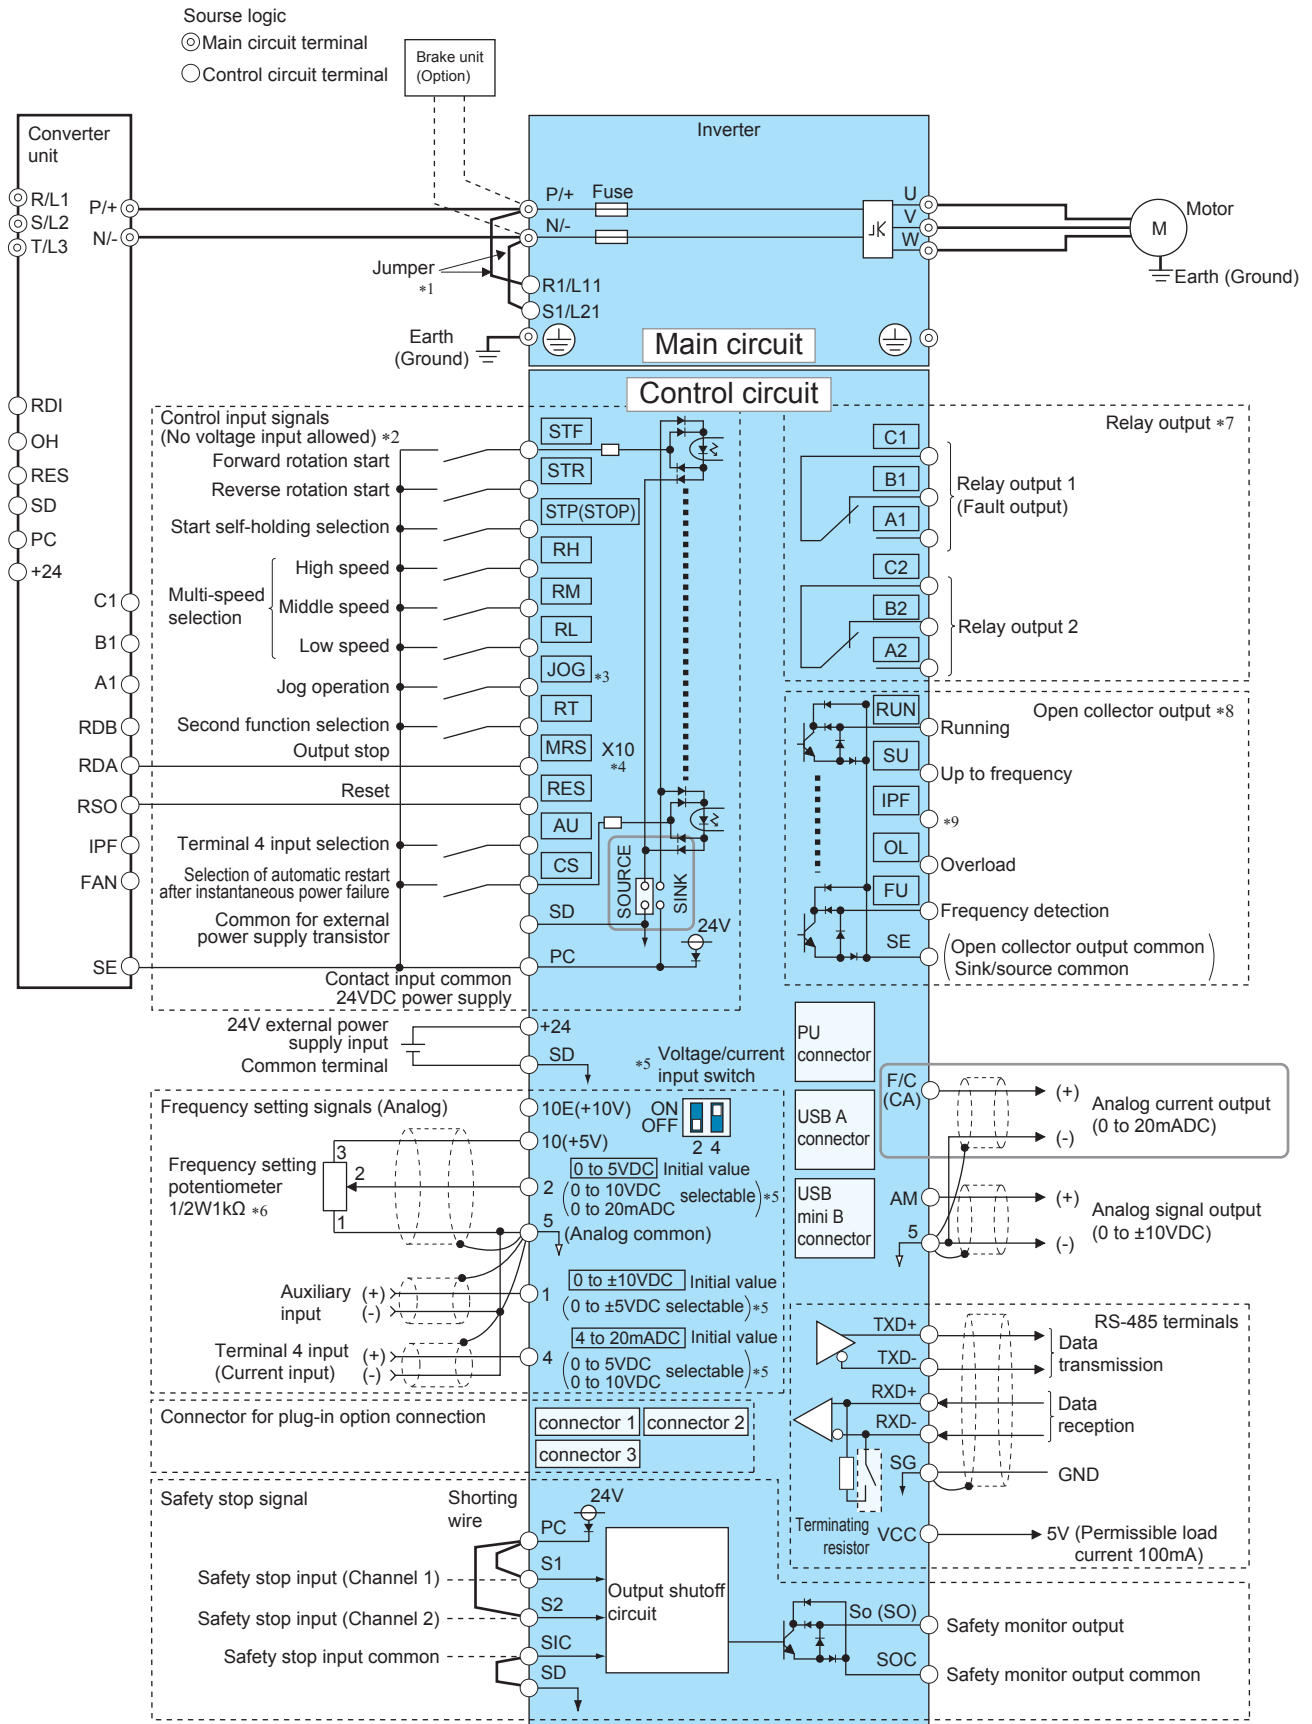 Sourse logic
Main circuit terminal
Control circuit terminal
Brake unit
(Option)
Converter
unit
R/L1
S/L2
T/L3
P/+
N/-
Inverter
P/+
Fuse
N/-
U
V
W
M
Motor
Earth (Ground)
Jumper
*1
R1/L11
S1/L21
Earth
(Ground)
Main circuit
Control circuit
RDI
OH
RES
SD
PC
+24
C1
B1
A1
RDB
RDA
RSO
IPF
FAN
SE
Control input signals
(No voltage input allowed) *2
Forward rotation start
Reverse rotation start
Start self-holding selection
Multi-speed
selection
High speed
Middle speed
Low speed
Jog operation
Second function selection
Output stop
Reset
Terminal 4 input selection
Selection of automatic restart
after instantaneous power failure
Common for external
power supply transistor
Contact input common
24VDC power supply
STF
STR
STP(STOP)
RH
RM
RL
JOG *3
RT
MRS X10
*4
RES
AU
CS
SD
PC
SOURCE
SINK
24V
Relay output *7
C1
B1
A1
Relay output 1
(Fault output)
C2
B2
A2
Relay output 2
Open collector output *8
RUN
Running
SU
Up to frequency
IPF
*9
OL
Overload
FU
Frequency detection
SE
Open collector output common
Sink/source common
24V external power
supply input
Common terminal
+24
SD
*5 Voltage/current
input switch
ON
OFF
2 4
PU
connector
USB A
connector
USB
mini B
connector
F/C
(CA)
(+)
(-)
Analog current output
(0 to 20mADC)
AM
5
(+)
(-)
Analog signal output
(0 to ±10VDC)
Frequency setting signals (Analog)
Frequency setting
potentiometer
1/2W1kΩ *6
3
2
1
10E(+10V)
10(+5V)
2
0 to 5VDC Initial value
0 to 10VDC
0 to 20mADC
selectable *5
5
(Analog common)
Auxiliary
input
(+)
(-)
1
0 to ±10VDC Initial value
(0 to ±5VDC selectable) *5
Terminal 4 input
(Current input)
(+)
(-)
4
4 to 20mADC Initial value
0 to 5VDC
0 to 10VDC
selectable *5
RS-485 terminals
TXD+
TXD-
Data
transmission
RXD+
RXD-
Data
reception
SG
GND
Terminating
resistor
VCC
5V (Permissible load
current 100mA)
Connector for plug-in option connection
connector 1
connector 2
connector 3
Safety stop signal
Shorting
wire
24V
PC
S1
S2
SIC
SD
Safety stop input (Channel 1)
Safety stop input (Channel 2)
Safety stop input common
Output shutoff
circuit
So (SO)
Safety monitor output
SOC
Safety monitor output common